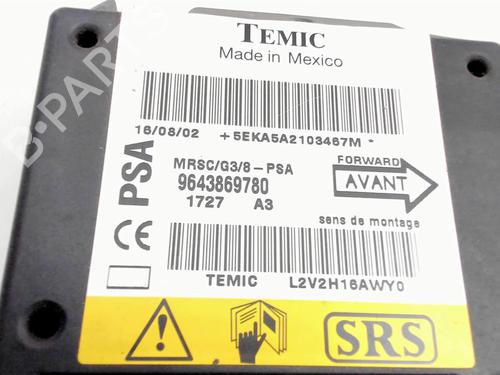 TEMIC
Made in Mexico
16/08/02 +5EKA5A2103467M*
PSA
MRSC/G3/8-PSA
9643869780
1727 A3
FORWARD
AVANT
sens de montage
CE
TEMIC L2V2H16AWY0
SRS
B-PARTS